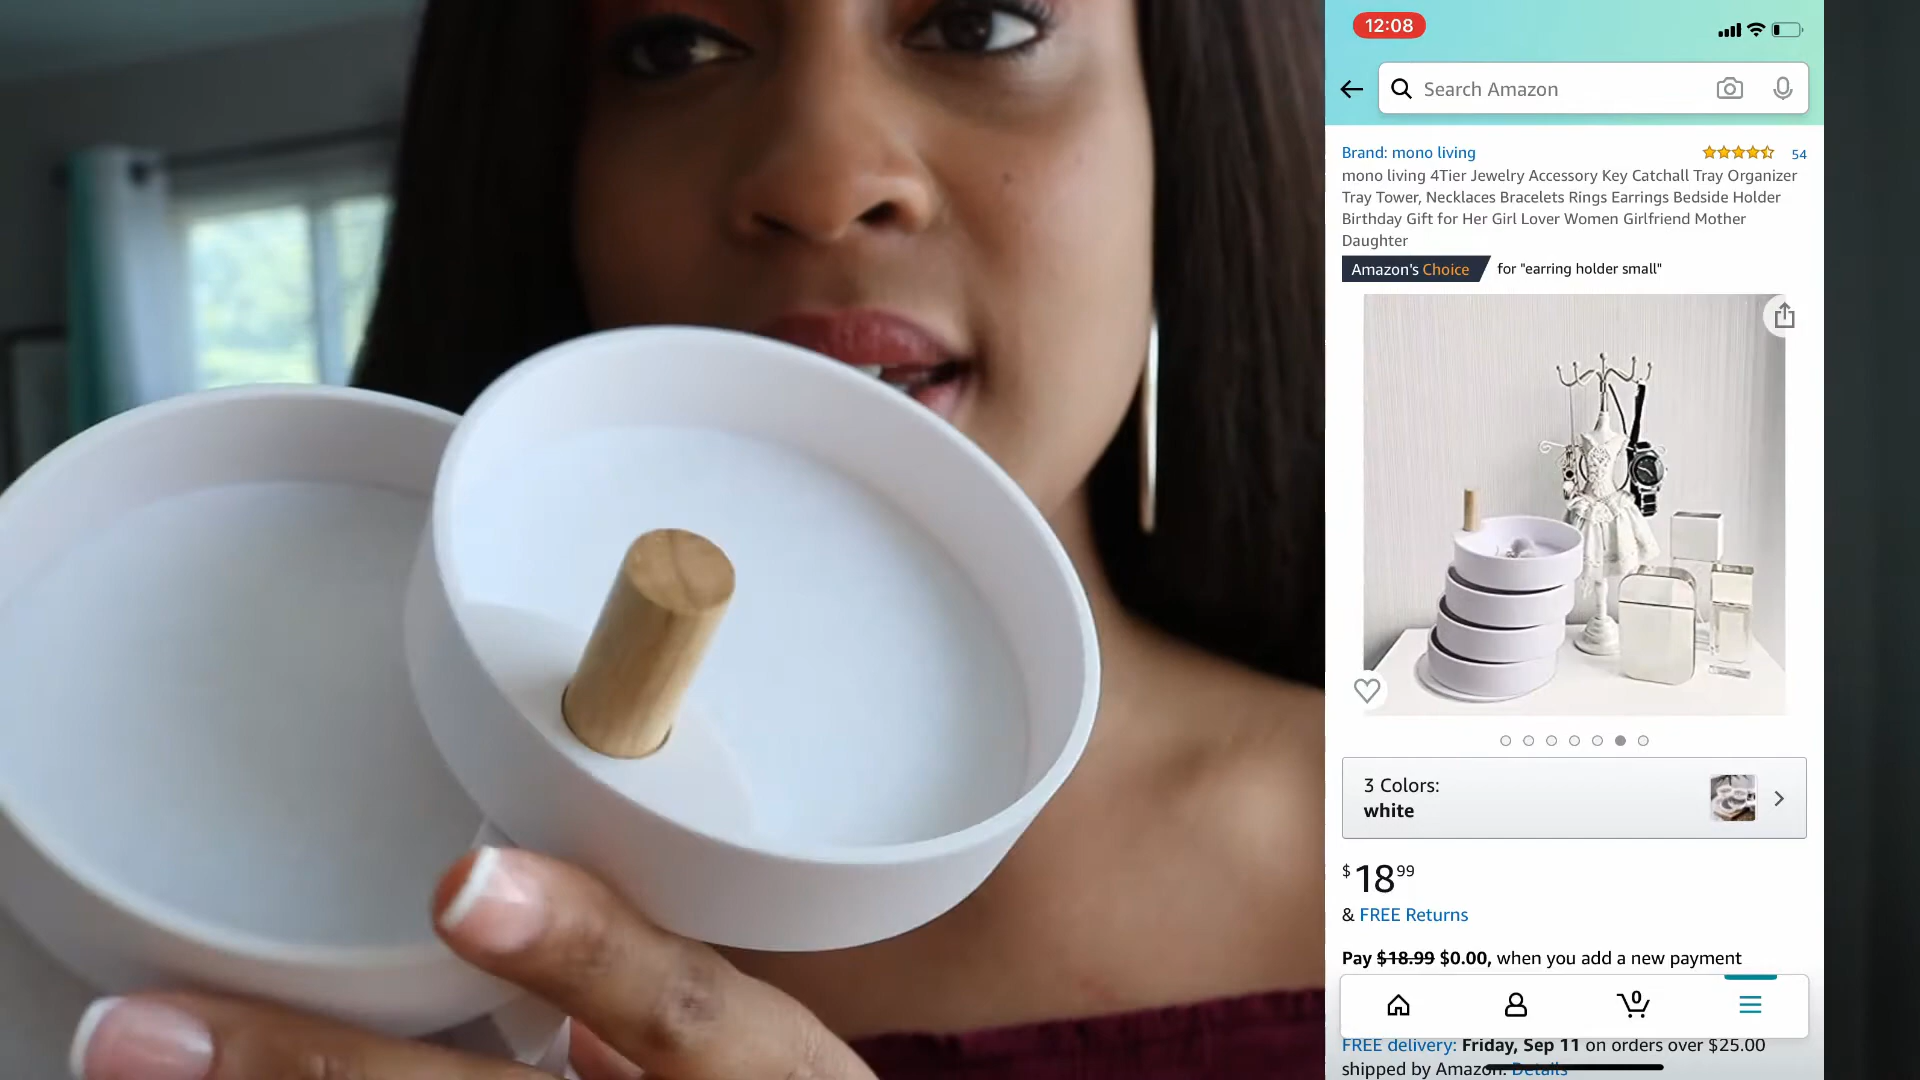 12:08
Search Amazon
Brand: mono living
54
mono living 4Tier Jewelry Accessory Key Catchall Tray Organizer
Tray Tower, Necklaces Bracelets Rings Earrings Bedside Holder
Birthday Gift for Her Girl Lover Women Girlfriend Mother
Daughter
Amazon's Choice for "earring holder small"
3 Colors:
white
$18.99
& FREE Returns
Pay $18.99 $0.00, when you add a new payment
0
FREE delivery: Friday, Sep 11 on orders over $25.00
shipped by Amazon. Details